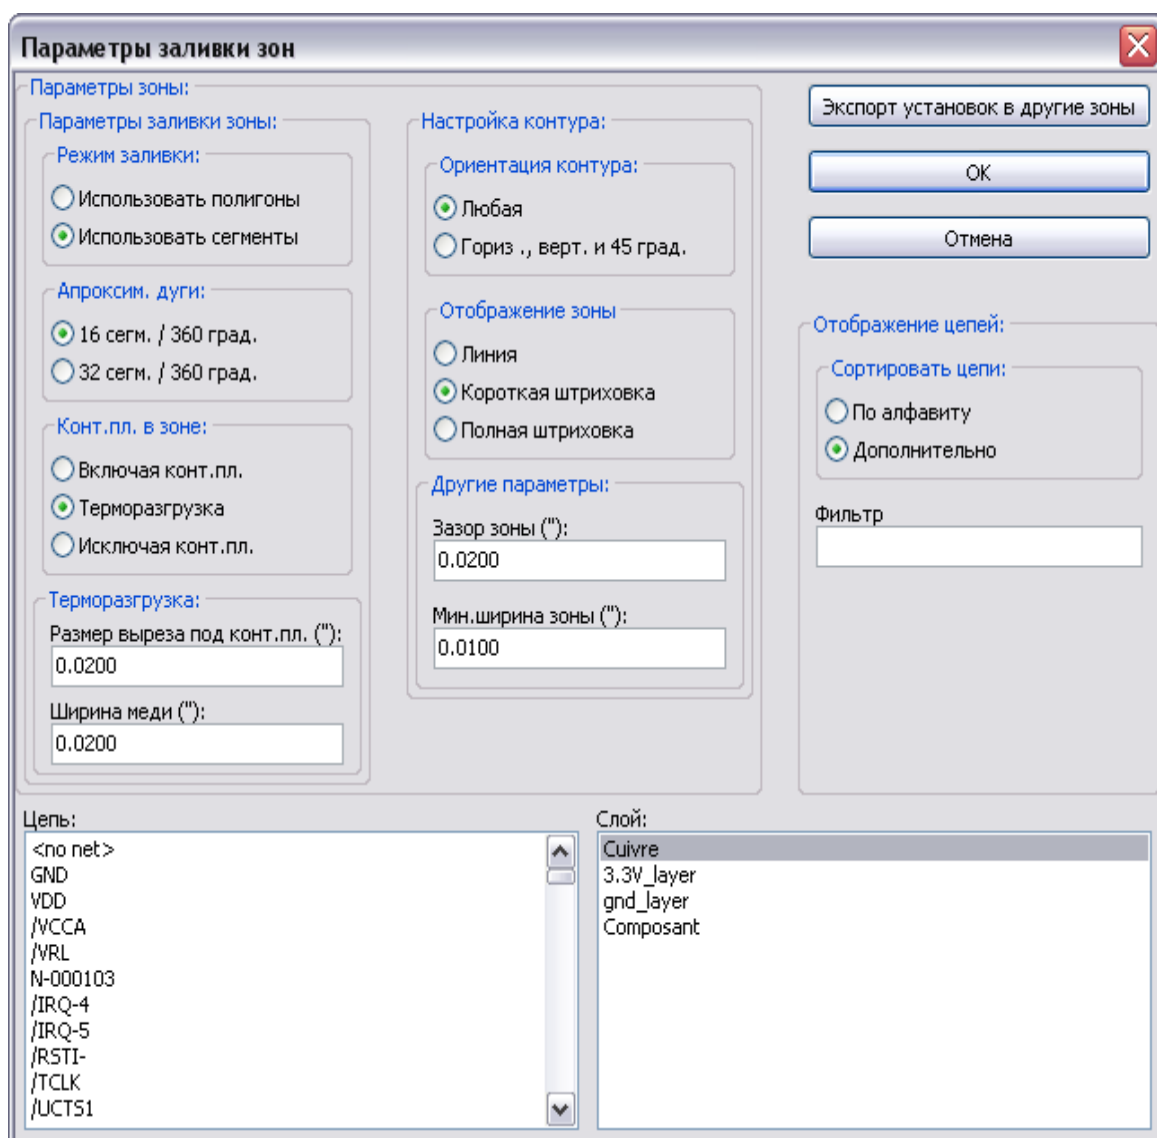 Параметры заливки зон
Параметры зоны:
Параметры заливки зоны:
Режим заливки:
Использовать полигоны
Использовать сегменты
Апроксим. дуги:
16 сегм. / 360 град.
32 сегм. / 360 град.
Конт.пл. в зоне:
Включая конт.пл.
Терморазгрузка
Исключая конт.пл.
Терморазгрузка:
Размер выреза под конт.пл. ("):
0.0200
Ширина меди ("):
0.0200
Настройка контура:
Ориентация контура:
Любая
Гориз ., верт. и 45 град.
Отображение зоны
Линия
Короткая штриховка
Полная штриховка
Другие параметры:
Зазор зоны ("):
0.0200
Мин.ширина зоны ("):
0.0100
Экспорт установок в другие зоны
OK
Отмена
Отображение цепей:
Сортировать цепи:
По алфавиту
Дополнительно
Фильтр
Цепь:
<no net>
GND
VDD
/VCCA
/VRL
N-000103
/IRQ-4
/IRQ-5
/RSTI-
/TCLK
/UCTS1
Слой:
Cuivre
3.3V_layer
gnd_layer
Composant